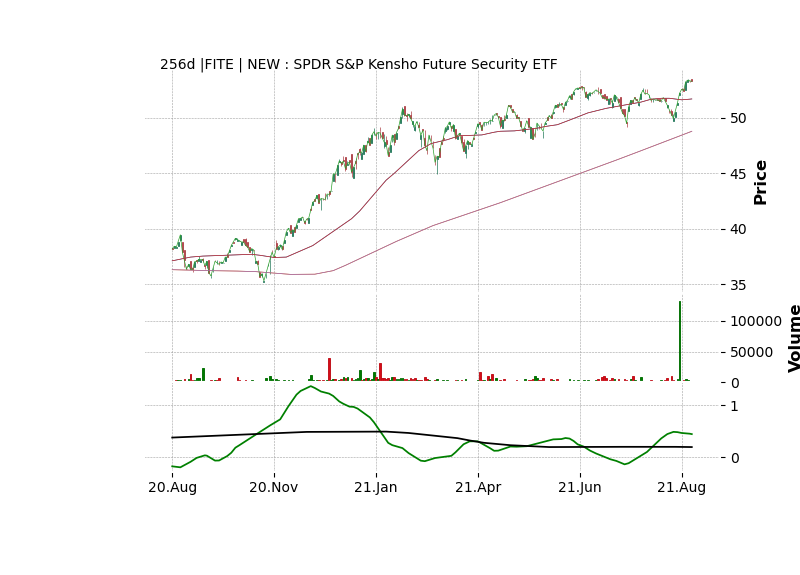 256d |FITE | NEW : SPDR S&P Kensho Future Security ETF
50
45
40
35
Price
100000
50000
0
Volume
1
0
20.Aug 20.Nov 21.Jan 21.Apr 21.Jun 21.Aug